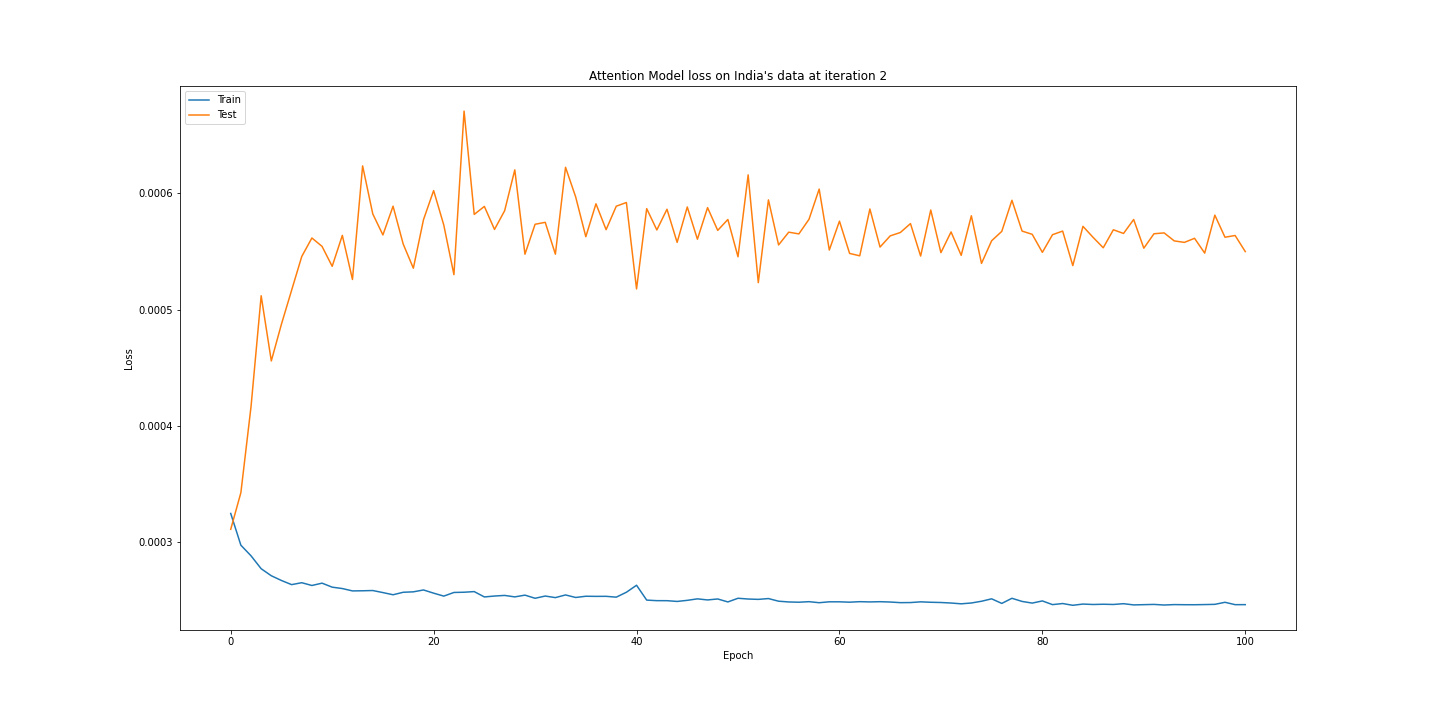 Attention Model loss on India's data at iteration 2
Train
Test
0.0006
0.0005
0.0004
0.0003
Loss
0 20 40 60 80 100
Epoch